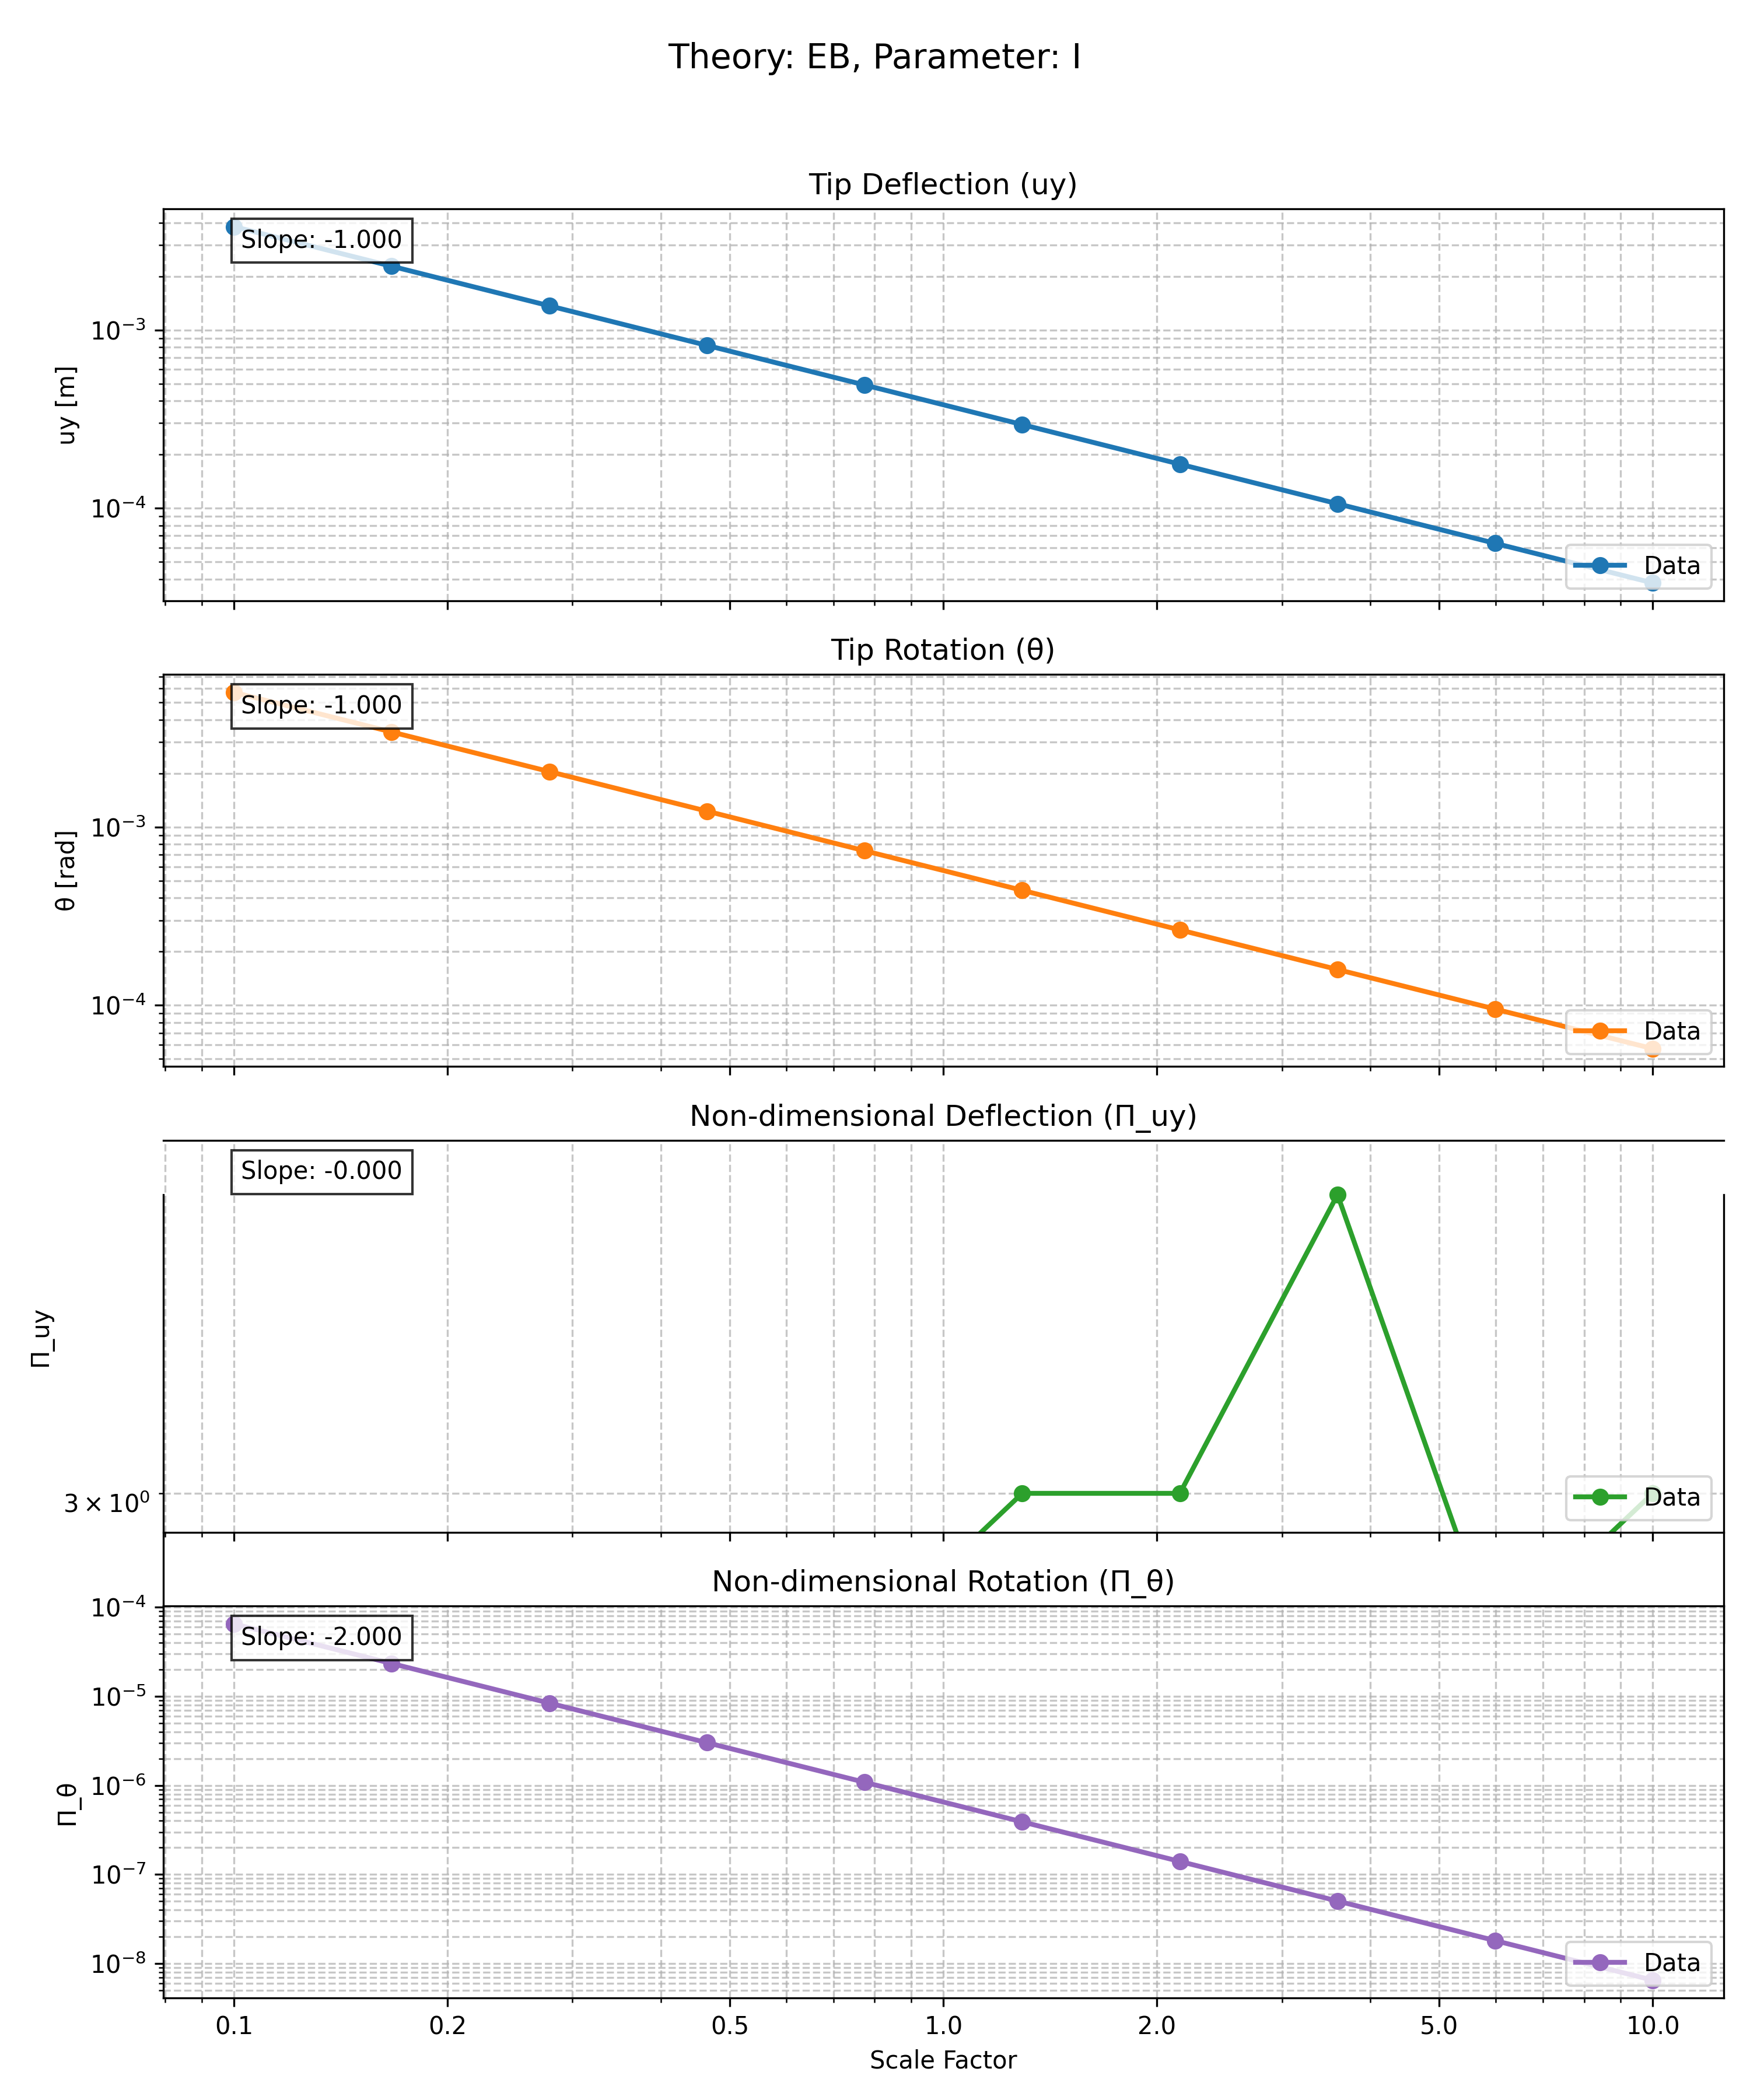 Theory: EB, Parameter: I
Tip Deflection (uy)
Slope: -1.000
10⁻³
10⁻⁴
uy [m]
Data
Tip Rotation (θ)
Slope: -1.000
10⁻³
10⁻⁴
θ [rad]
Data
Non-dimensional Deflection (Π_uy)
Slope: -0.000
3 × 10⁰
Π_uy
Data
Non-dimensional Rotation (Π_θ)
Slope: -2.000
10⁻⁴
10⁻⁵
10⁻⁶
10⁻⁷
10⁻⁸
Π_θ
Data
0.1 0.2 0.5 1.0 2.0 5.0 10.0
Scale Factor